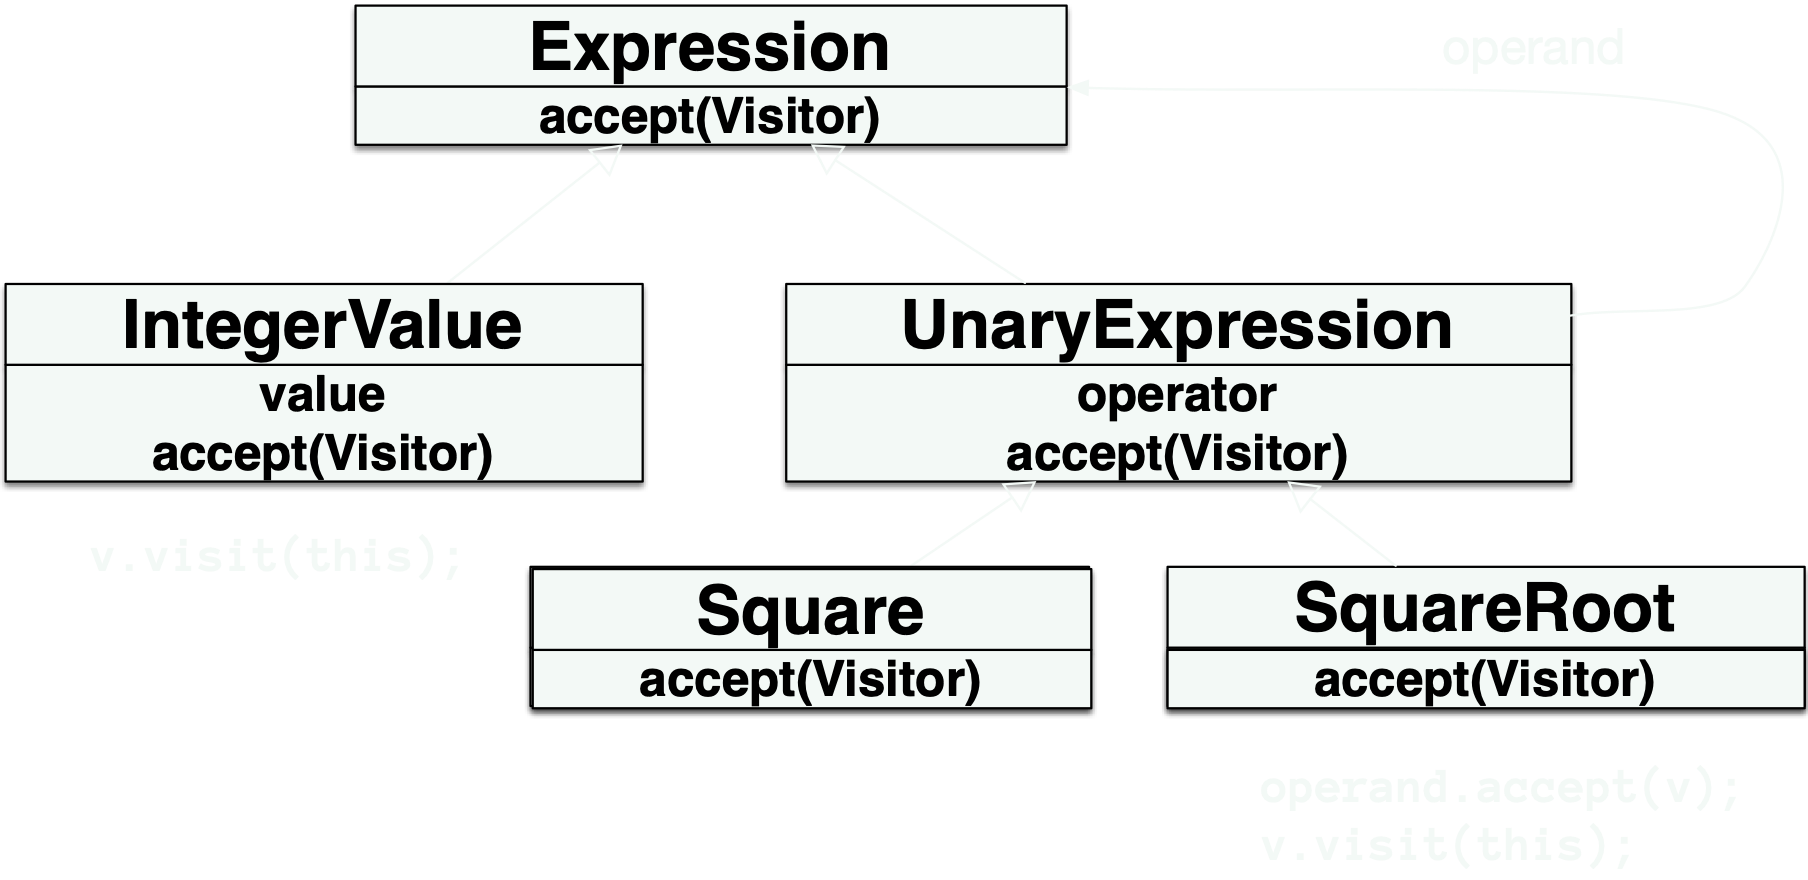 Expression
accept(Visitor)
operand
IntegerValue
value
accept(Visitor)
UnaryExpression
operator
accept(Visitor)
v.visit(this);
Square
accept(Visitor)
SquareRoot
accept(Visitor)
operand.accept(v);
v.visit(this);